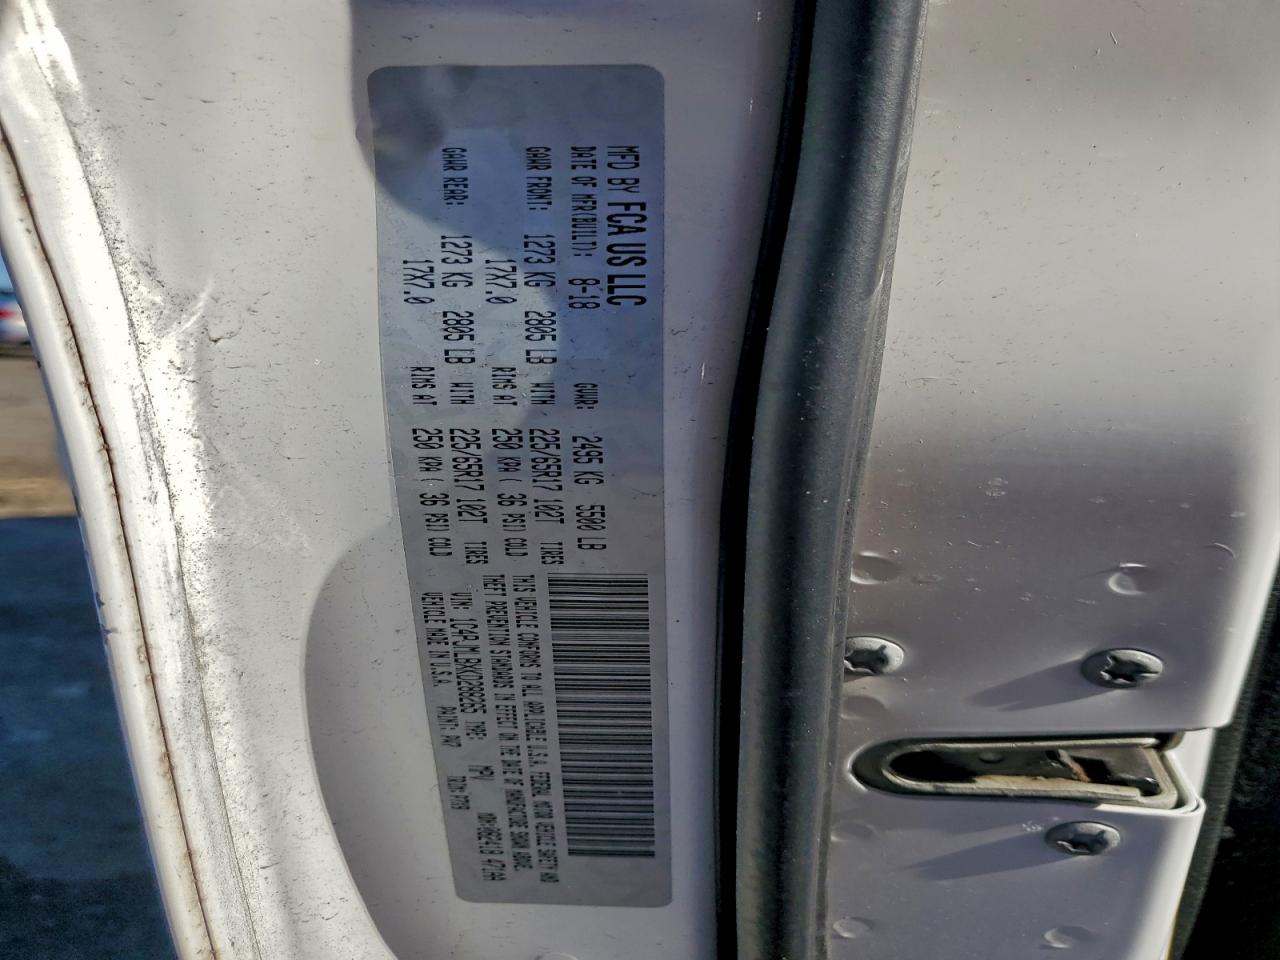 MFD BY FCA US LLC
DATE OF MFR(BUILT): 8-18 GVWR: 2495 KG 5500 LB
GAWR FRONT: 1273 KG 2805 LB WITH 225/65R17 102T TIRES
17X7.0 RIMS AT 250 KPA ( 36 PSI) COLD
GAWR REAR: 1273 KG 2805 LB WITH 225/65R17 102T TIRES
17X7.0 RIMS AT 250 KPA ( 36 PSI) COLD
THIS VEHICLE CONFORMS TO ALL APPLICABLE U.S.A. FEDERAL MOTOR VEHICLE SAFETY AND
THEFT PREVENTION STANDARDS IN EFFECT ON THE DATE OF MANUFACTURE SHOWN ABOVE.
VIN: 1C4PJMLBXKD298265 TYPE: MPV
VEHICLE MADE IN U.S.A. PAINT: PW7